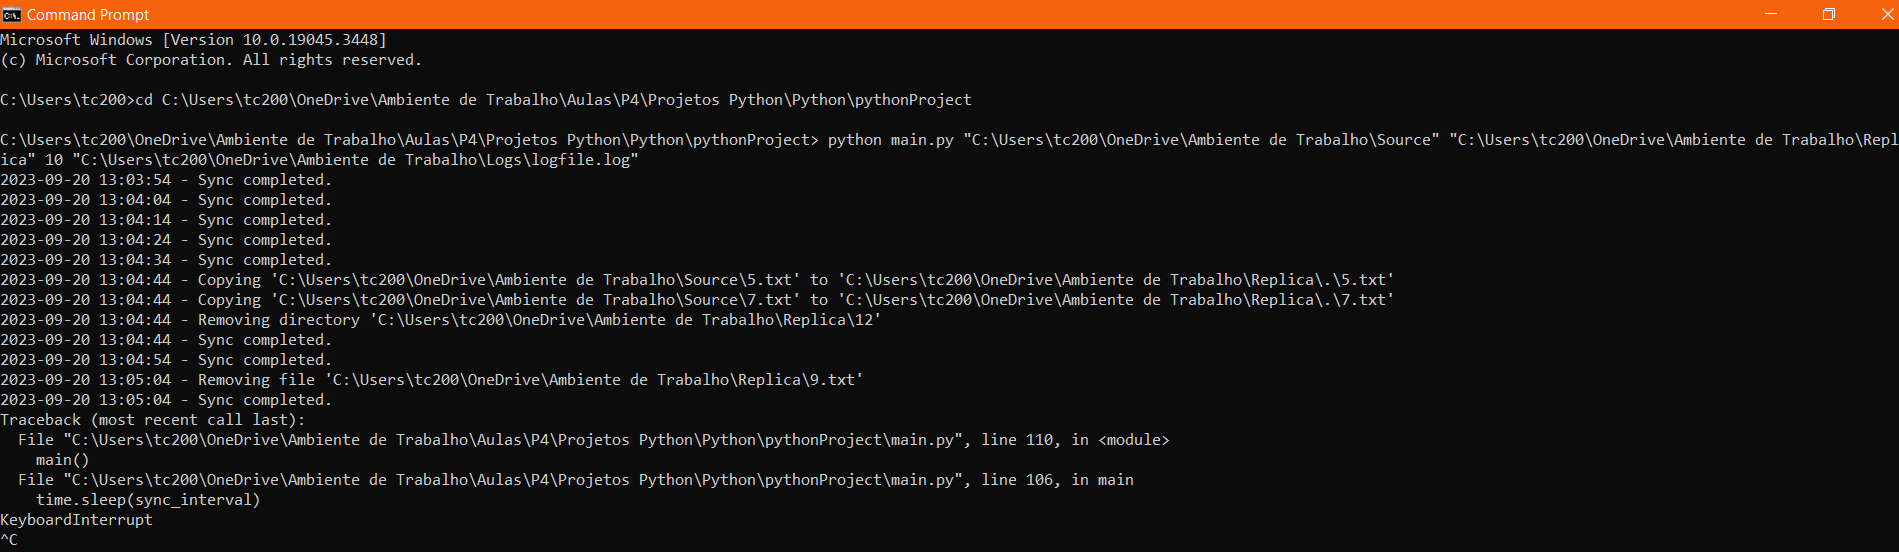 Command Prompt
Microsoft Windows [Version 10.0.19045.3448]
(c) Microsoft Corporation. All rights reserved.
C:\Users\tc200>cd C:\Users\tc200\OneDrive\Ambiente de Trabalho\Aulas\P4\Projetos Python\Python\pythonProject
C:\Users\tc200\OneDrive\Ambiente de Trabalho\Aulas\P4\Projetos Python\Python\pythonProject> python main.py "C:\Users\tc200\OneDrive\Ambiente de Trabalho\Source" "C:\Users\tc200\OneDrive\Ambiente de Trabalho\Repl
ica" 10 "C:\Users\tc200\OneDrive\Ambiente de Trabalho\Logs\logfile.log"
2023-09-20 13:03:54 - Sync completed.
2023-09-20 13:04:04 - Sync completed.
2023-09-20 13:04:14 - Sync completed.
2023-09-20 13:04:24 - Sync completed.
2023-09-20 13:04:34 - Sync completed.
2023-09-20 13:04:44 - Copying 'C:\Users\tc200\OneDrive\Ambiente de Trabalho\Source\5.txt' to 'C:\Users\tc200\OneDrive\Ambiente de Trabalho\Replica\.\5.txt'
2023-09-20 13:04:44 - Copying 'C:\Users\tc200\OneDrive\Ambiente de Trabalho\Source\7.txt' to 'C:\Users\tc200\OneDrive\Ambiente de Trabalho\Replica\.\7.txt'
2023-09-20 13:04:44 - Removing directory 'C:\Users\tc200\OneDrive\Ambiente de Trabalho\Replica\12'
2023-09-20 13:04:44 - Sync completed.
2023-09-20 13:04:54 - Sync completed.
2023-09-20 13:05:04 - Removing file 'C:\Users\tc200\OneDrive\Ambiente de Trabalho\Replica\9.txt'
2023-09-20 13:05:04 - Sync completed.
Traceback (most recent call last):
  File "C:\Users\tc200\OneDrive\Ambiente de Trabalho\Aulas\P4\Projetos Python\Python\pythonProject\main.py", line 110, in <module>
    main()
  File "C:\Users\tc200\OneDrive\Ambiente de Trabalho\Aulas\P4\Projetos Python\Python\pythonProject\main.py", line 106, in main
    time.sleep(sync_interval)
KeyboardInterrupt
^C